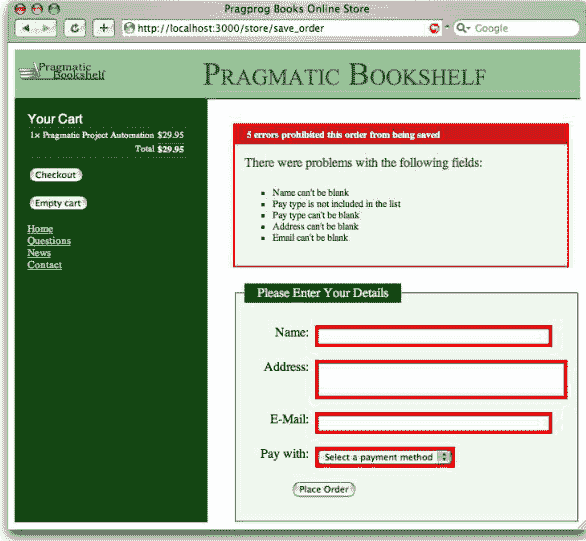 Pragprog Books Online Store
http://localhost:3000/store/save_order
Google
Pragmatic
Bookshelf
PRAGMATIC BOOKSHELF
Your Cart
1× Pragmatic Project Automation $29.95
Total $29.95
Checkout
Empty cart
Home
Questions
News
Contact
5 errors prohibited this order from being saved
There were problems with the following fields:
Name can't be blank
Pay type is not included in the list
Pay type can't be blank
Address can't be blank
Email can't be blank
Please Enter Your Details
Name:
Address:
E-Mail:
Pay with: Select a payment method
Place Order